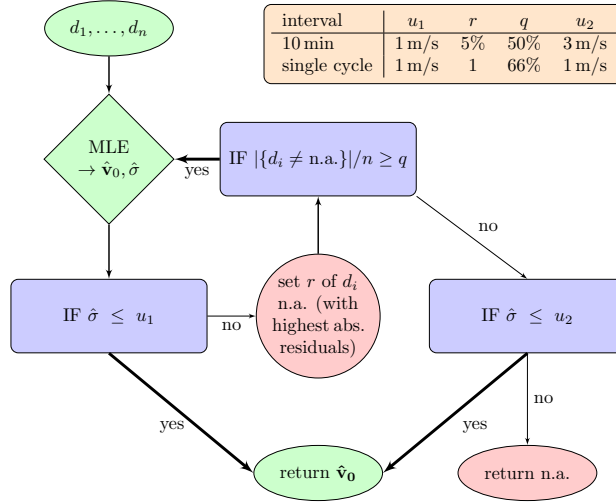 d₁, ..., dₙ
interval u₁ r q u₂
10 min 1 m/s 5% 50% 3 m/s
single cycle 1 m/s 1 66% 1 m/s
MLE
→ v̂₀, σ̂
yes
IF |{dᵢ ≠ n.a.}|/n ≥ q
no
IF σ̂ ≤ u₁
no
set r of dᵢ
n.a. (with
highest abs.
residuals)
IF σ̂ ≤ u₂
yes
yes
no
return v̂₀
return n.a.